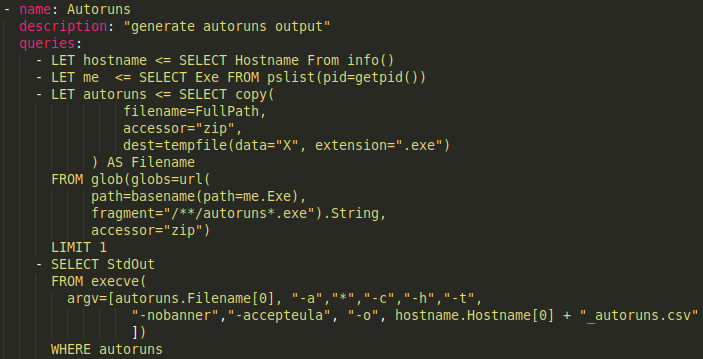 - name: Autoruns
  description: "generate autoruns output"
  queries:
    - LET hostname <= SELECT Hostname From info()
    - LET me  <= SELECT Exe FROM pslist(pid=getpid())
    - LET autoruns <= SELECT copy(
               filename=FullPath,
               accessor="zip",
               dest=tempfile(data="X", extension=".exe")
           ) AS Filename
      FROM glob(globs=url(
           path=basename(path=me.Exe),
           fragment="/**/autoruns*.exe").String,
           accessor="zip")
      LIMIT 1
    - SELECT StdOut
      FROM execve(
        argv=[autoruns.Filename[0], "-a","*","-c","-h","-t",
                "-nobanner","-accepteula", "-o", hostname.Hostname[0] + "_autoruns.csv"
                ])
      WHERE autoruns